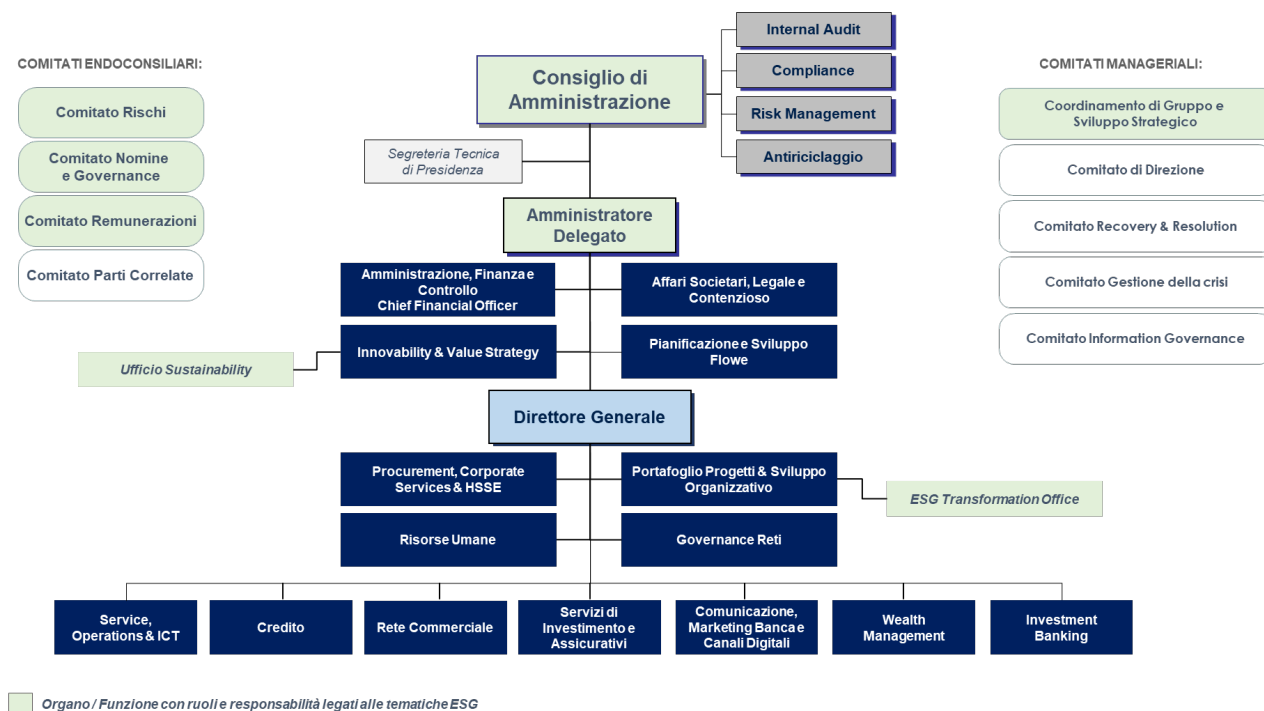 COMITATI ENDOCONSILIARI:
Comitato Rischi
Comitato Nomine
e Governance
Comitato Remunerazioni
Comitato Parti Correlate
Consiglio di
Amministrazione
Internal Audit
Compliance
Risk Management
Antiriciclaggio
Segreteria Tecnica
di Presidenza
Amministratore
Delegato
COMITATI MANAGERIALI:
Coordinamento di Gruppo e
Sviluppo Strategico
Comitato di Direzione
Comitato Recovery & Resolution
Comitato Gestione della crisi
Comitato Information Governance
Amministrazione, Finanza e
Controllo
Chief Financial Officer
Affari Societari, Legale e
Contenzioso
Innovability & Value Strategy
Pianificazione e Sviluppo
Flowe
Ufficio Sustainability
Direttore Generale
Procurement, Corporate
Services & HSSE
Portafoglio Progetti & Sviluppo
Organizzativo
ESG Transformation Office
Risorse Umane
Governance Reti
Service,
Operations & ICT
Credito
Rete Commerciale
Servizi di
Investimento e
Assicurativi
Comunicazione,
Marketing Banca e
Canali Digitali
Wealth
Management
Investment
Banking
Organo / Funzione con ruoli e responsabilità legati alle tematiche ESG